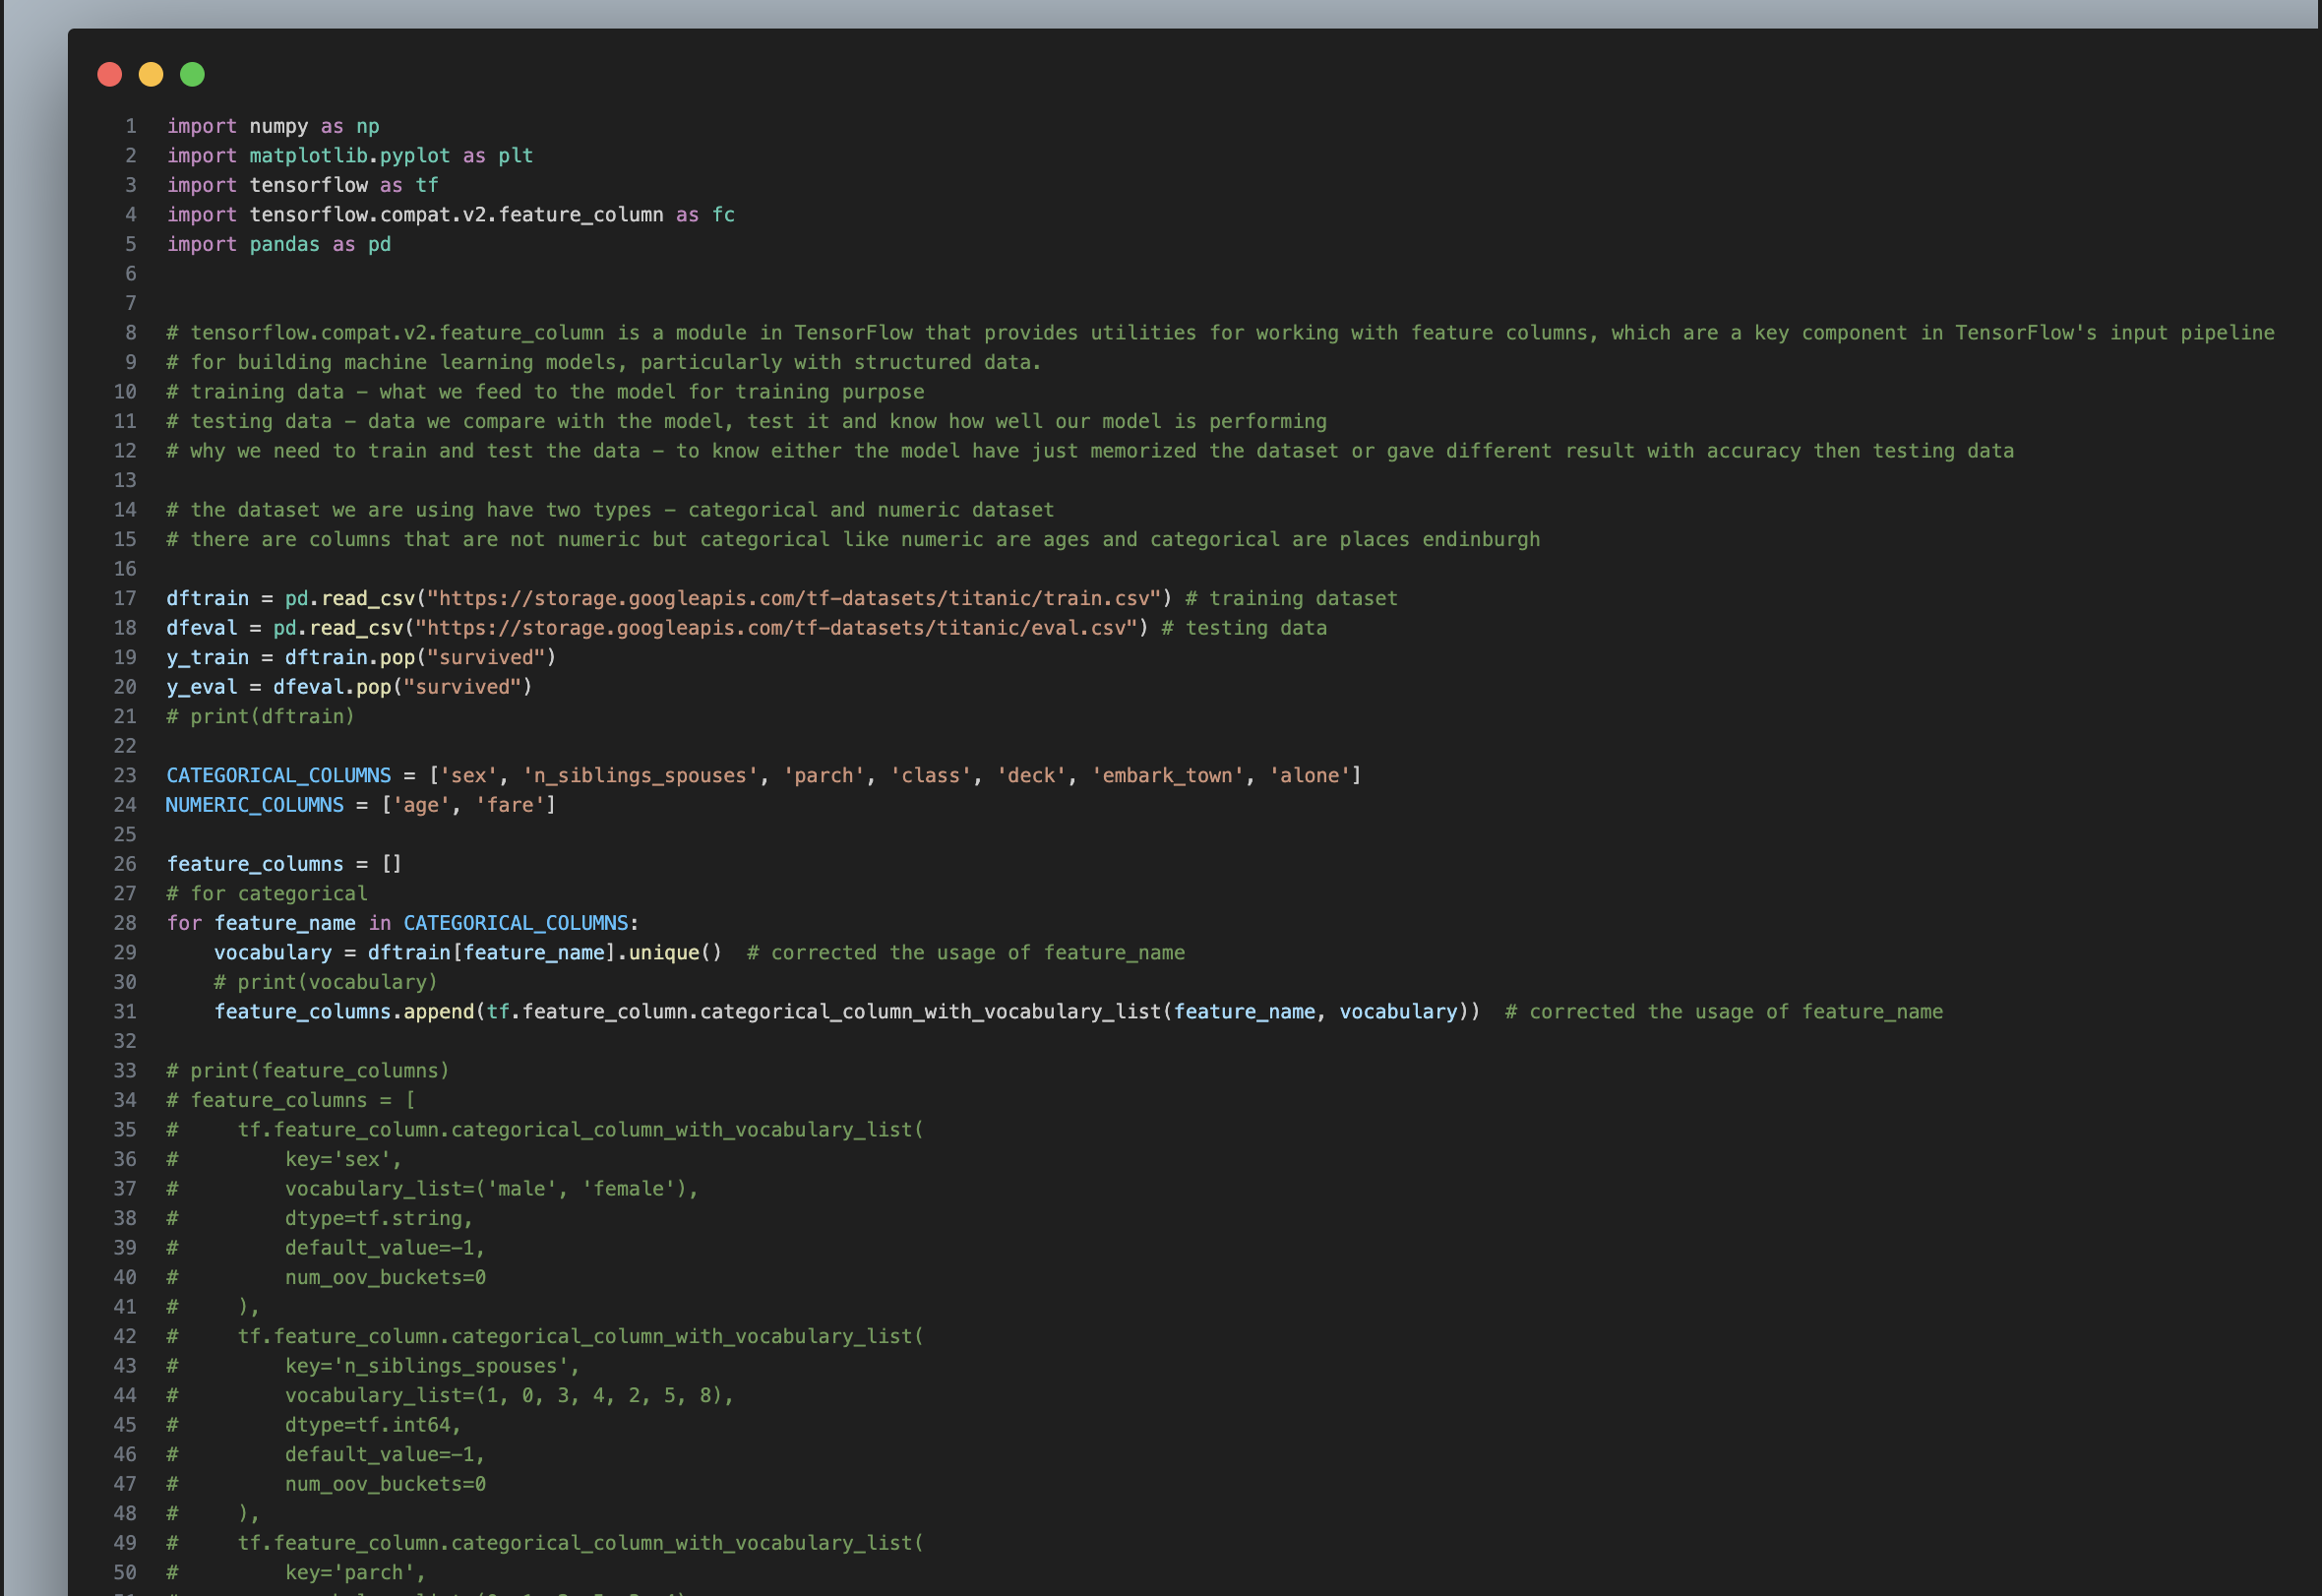 1 import numpy as np
2 import matplotlib.pyplot as plt
3 import tensorflow as tf
4 import tensorflow.compat.v2.feature_column as fc
5 import pandas as pd
6
7
8 # tensorflow.compat.v2.feature_column is a module in TensorFlow that provides utilities for working with feature columns, which are a key component in TensorFlow's input pipeline
9 # for building machine learning models, particularly with structured data.
10 # training data - what we feed to the model for training purpose
11 # testing data - data we compare with the model, test it and know how well our model is performing
12 # why we need to train and test the data - to know either the model have just memorized the dataset or gave different result with accuracy then testing data
13
14 # the dataset we are using have two types - categorical and numeric dataset
15 # there are columns that are not numeric but categorical like numeric are ages and categorical are places endinburgh
16
17 dftrain = pd.read_csv("https://storage.googleapis.com/tf-datasets/titanic/train.csv") # training dataset
18 dfeval = pd.read_csv("https://storage.googleapis.com/tf-datasets/titanic/eval.csv") # testing data
19 y_train = dftrain.pop("survived")
20 y_eval = dfeval.pop("survived")
21 # print(dftrain)
22
23 CATEGORICAL_COLUMNS = ['sex', 'n_siblings_spouses', 'parch', 'class', 'deck', 'embark_town', 'alone']
24 NUMERIC_COLUMNS = ['age', 'fare']
25
26 feature_columns = []
27 # for categorical
28 for feature_name in CATEGORICAL_COLUMNS:
29     vocabulary = dftrain[feature_name].unique()  # corrected the usage of feature_name
30     # print(vocabulary)
31     feature_columns.append(tf.feature_column.categorical_column_with_vocabulary_list(feature_name, vocabulary))  # corrected the usage of feature_name
32
33 # print(feature_columns)
34 # feature_columns = [
35 #     tf.feature_column.categorical_column_with_vocabulary_list(
36 #         key='sex',
37 #         vocabulary_list=('male', 'female'),
38 #         dtype=tf.string,
39 #         default_value=-1,
40 #         num_oov_buckets=0
41 #     ),
42 #     tf.feature_column.categorical_column_with_vocabulary_list(
43 #         key='n_siblings_spouses',
44 #         vocabulary_list=(1, 0, 3, 4, 2, 5, 8),
45 #         dtype=tf.int64,
46 #         default_value=-1,
47 #         num_oov_buckets=0
48 #     ),
49 #     tf.feature_column.categorical_column_with_vocabulary_list(
50 #         key='parch',